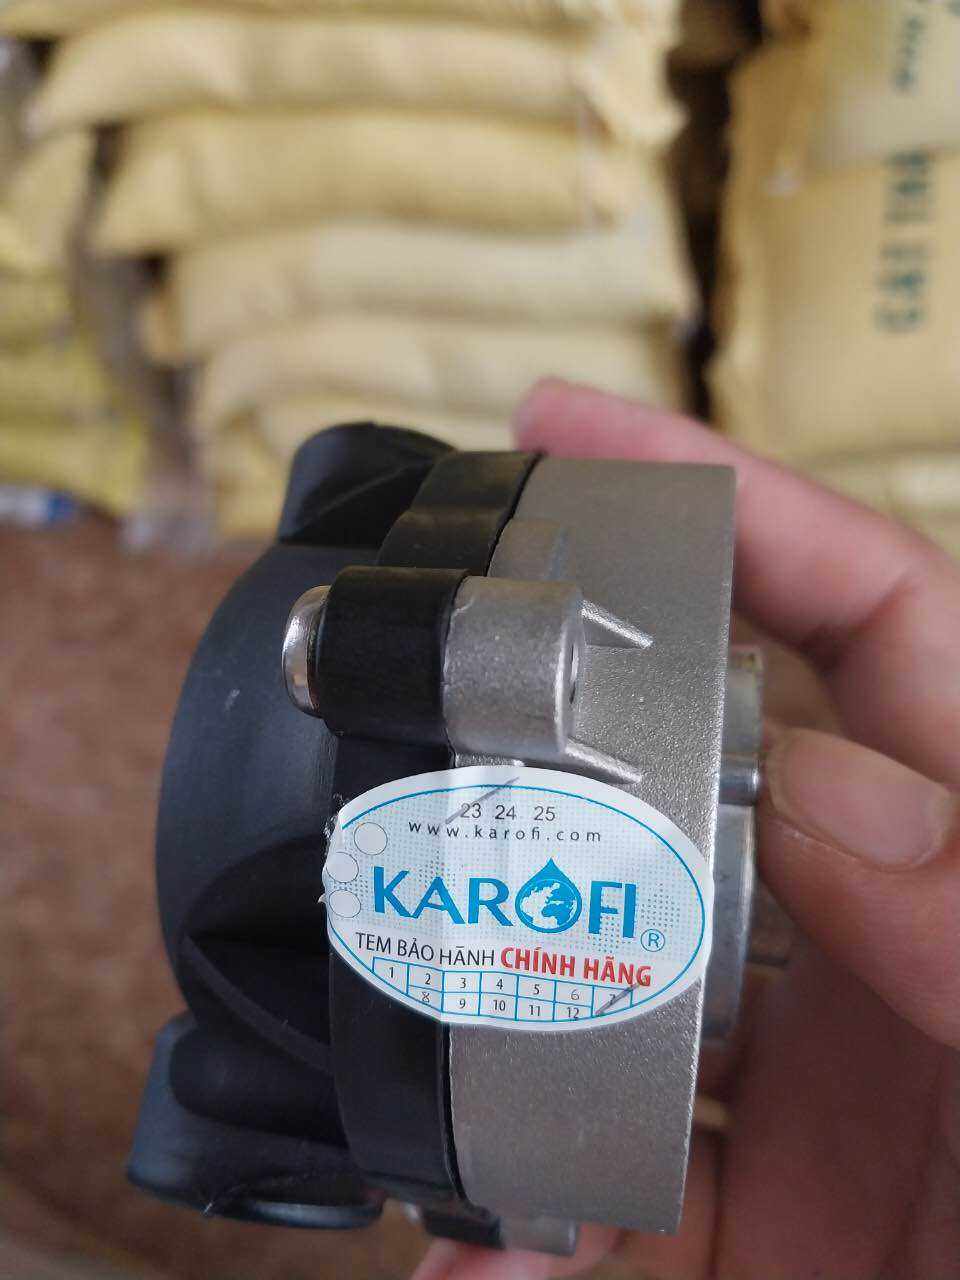 23 24 25
www.karofi.com
KAROFI®
TEM BẢO HÃNH CHÍNH HÃNG
1 2 3 4 5 6 7
8 9 10 11 12